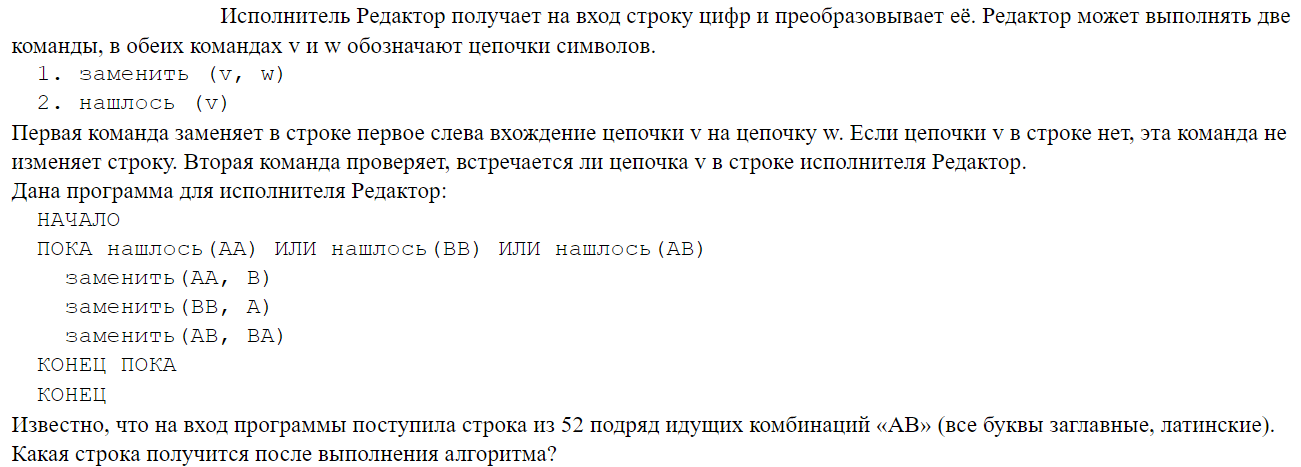 Исполнитель Редактор получает на вход строку цифр и преобразовывает её. Редактор может выполнять две
команды, в обеих командах v и w обозначают цепочки символов.
1. заменить (v, w)
2. нашлось (v)
Первая команда заменяет в строке первое слева вхождение цепочки v на цепочку w. Если цепочки v в строке нет, эта команда не
изменяет строку. Вторая команда проверяет, встречается ли цепочка v в строке исполнителя Редактор.
Дана программа для исполнителя Редактор:
НАЧАЛО
ПОКА нашлось(AA) ИЛИ нашлось(BB) ИЛИ нашлось(AB)
заменить(AA, B)
заменить(BB, A)
заменить(AB, BA)
КОНЕЦ ПОКА
КОНЕЦ
Известно, что на вход программы поступила строка из 52 подряд идущих комбинаций «AB» (все буквы заглавные, латинские).
Какая строка получится после выполнения алгоритма?